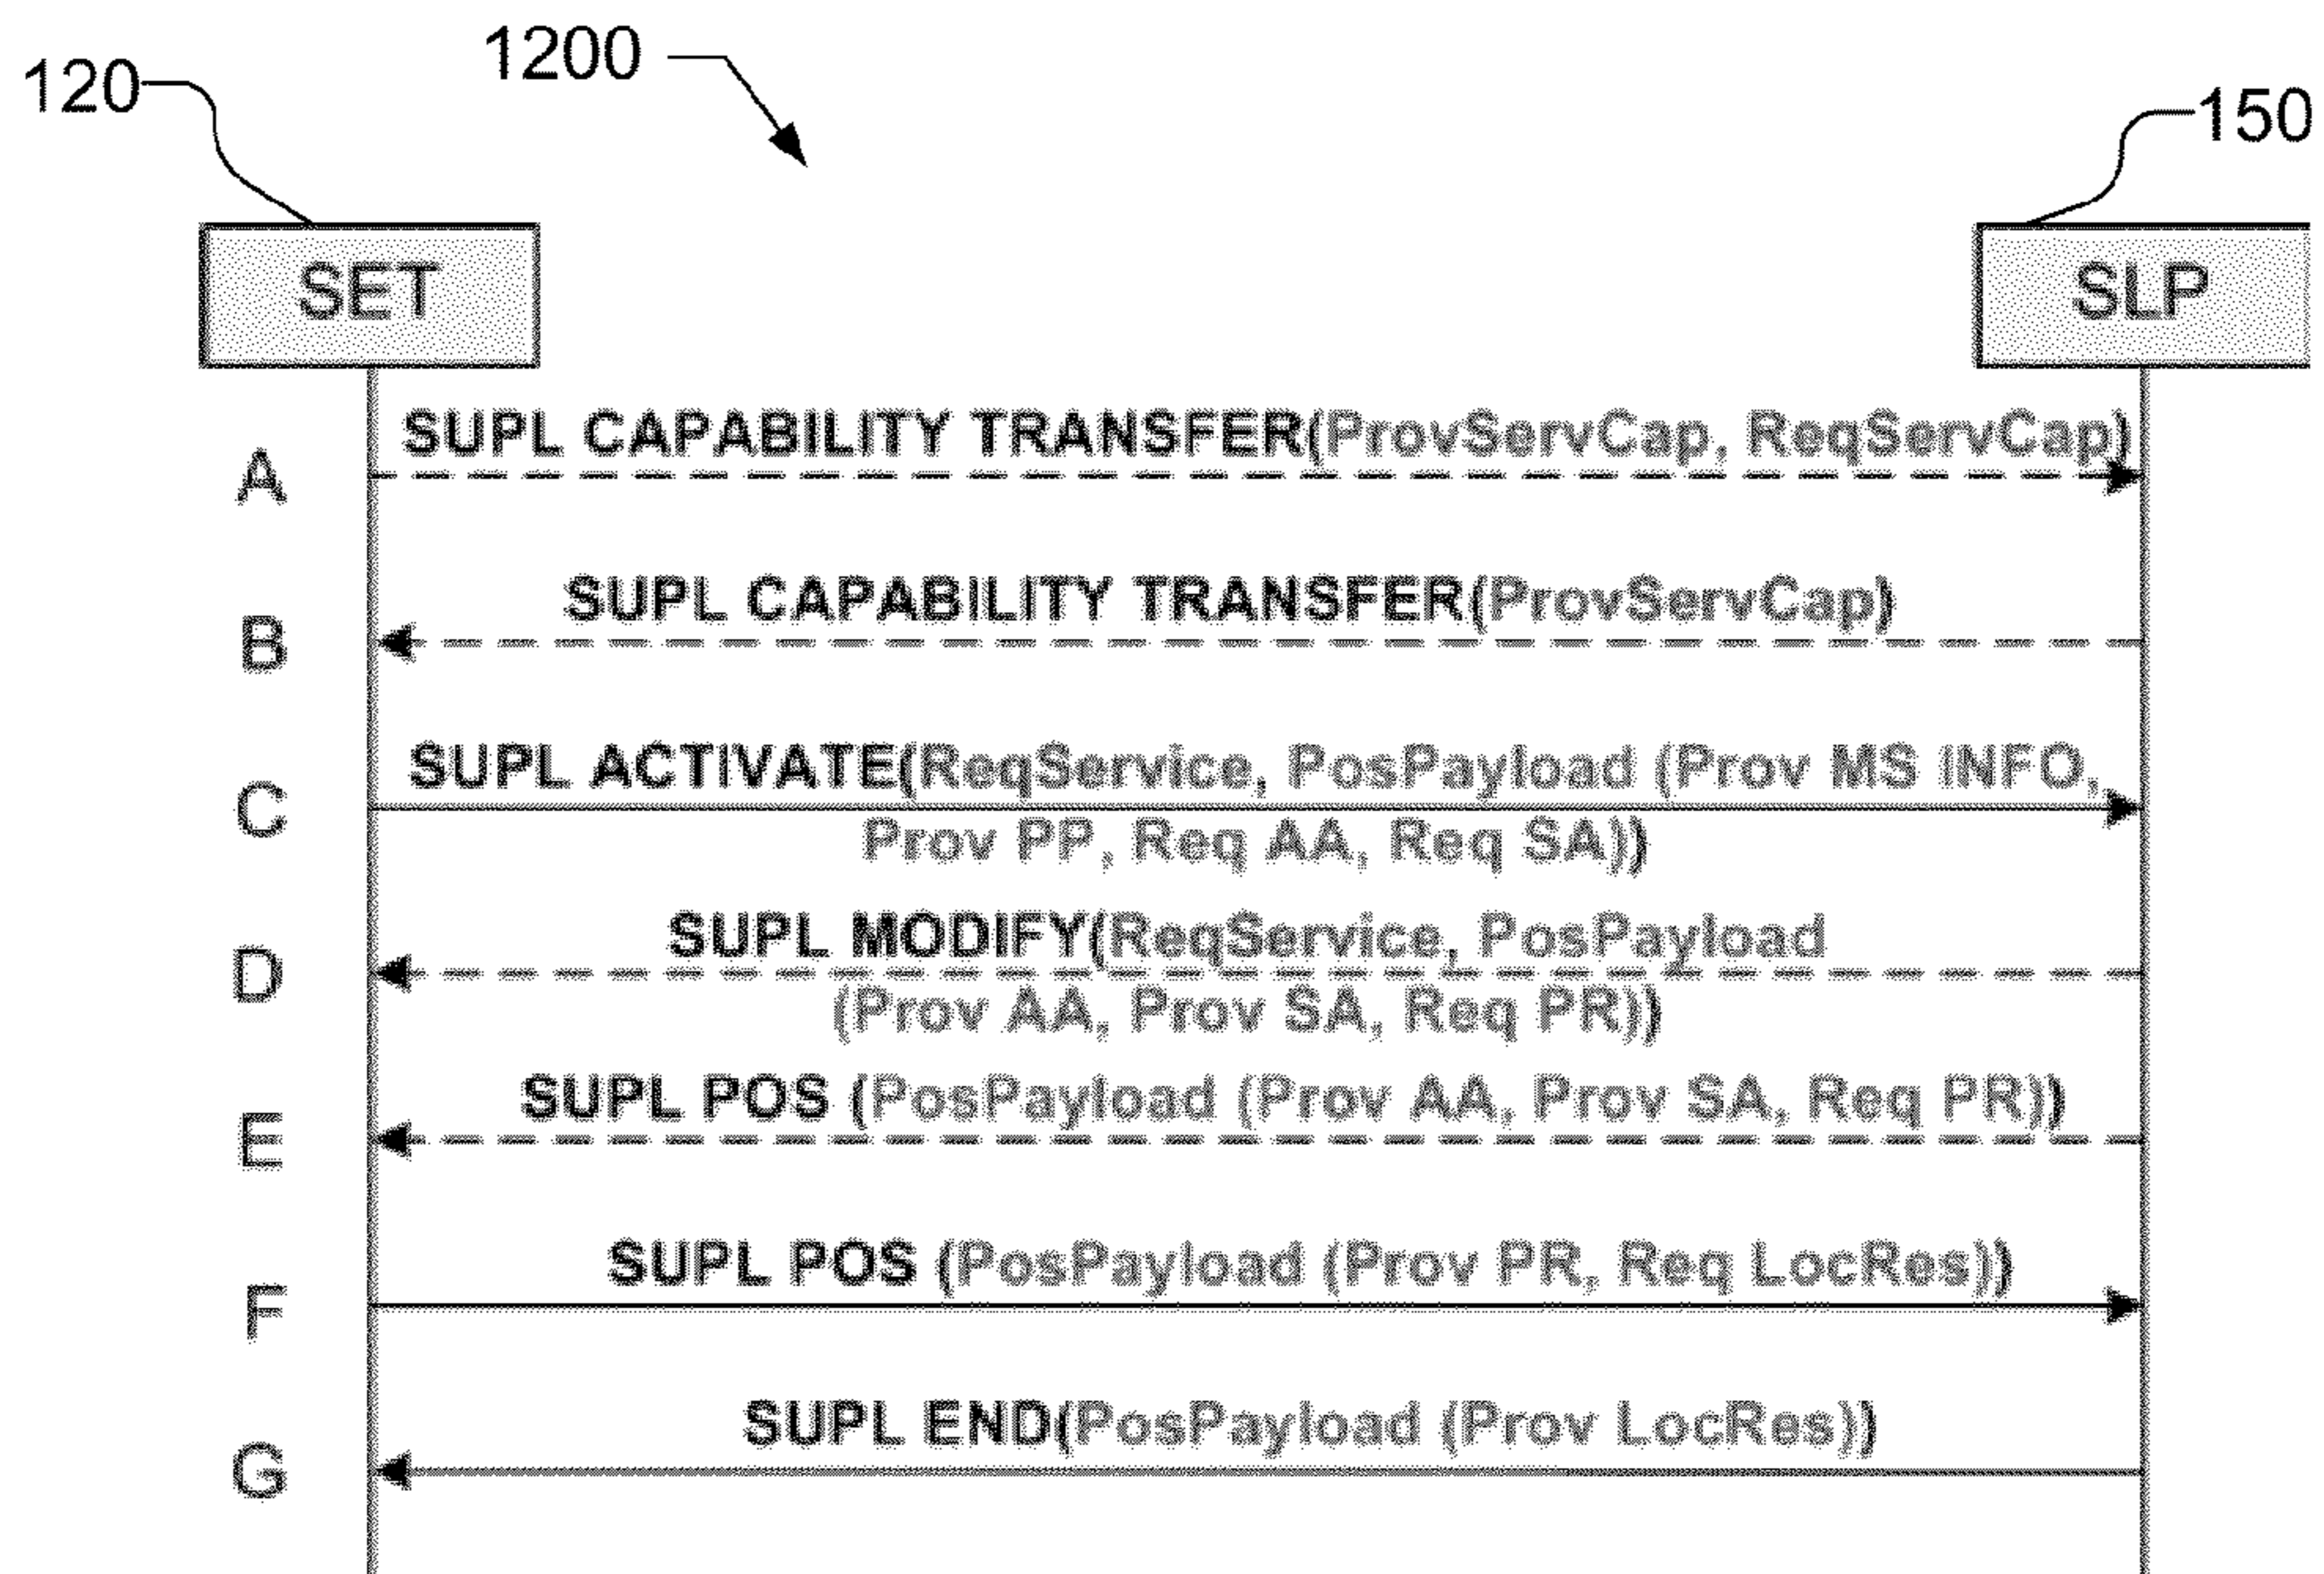 1200
120
150
SET
SLP
A
SUPL CAPABILITY TRANSFER(ProvServCap, ReqServCap)
B
SUPL CAPABILITY TRANSFER(ProvServCap)
C
SUPL ACTIVATE(ReqService, PosPayload (Prov MS INFO,
Prov PP, Req AA, Req SA))
D
SUPL MODIFY(ReqService, PosPayload
(Prov AA, Prov SA, Req PR))
E
SUPL POS (PosPayload (Prov AA, Prov SA, Req PR))
F
SUPL POS (PosPayload (Prov PR, Req LocRes))
G
SUPL END(PosPayload (Prov LocRes))